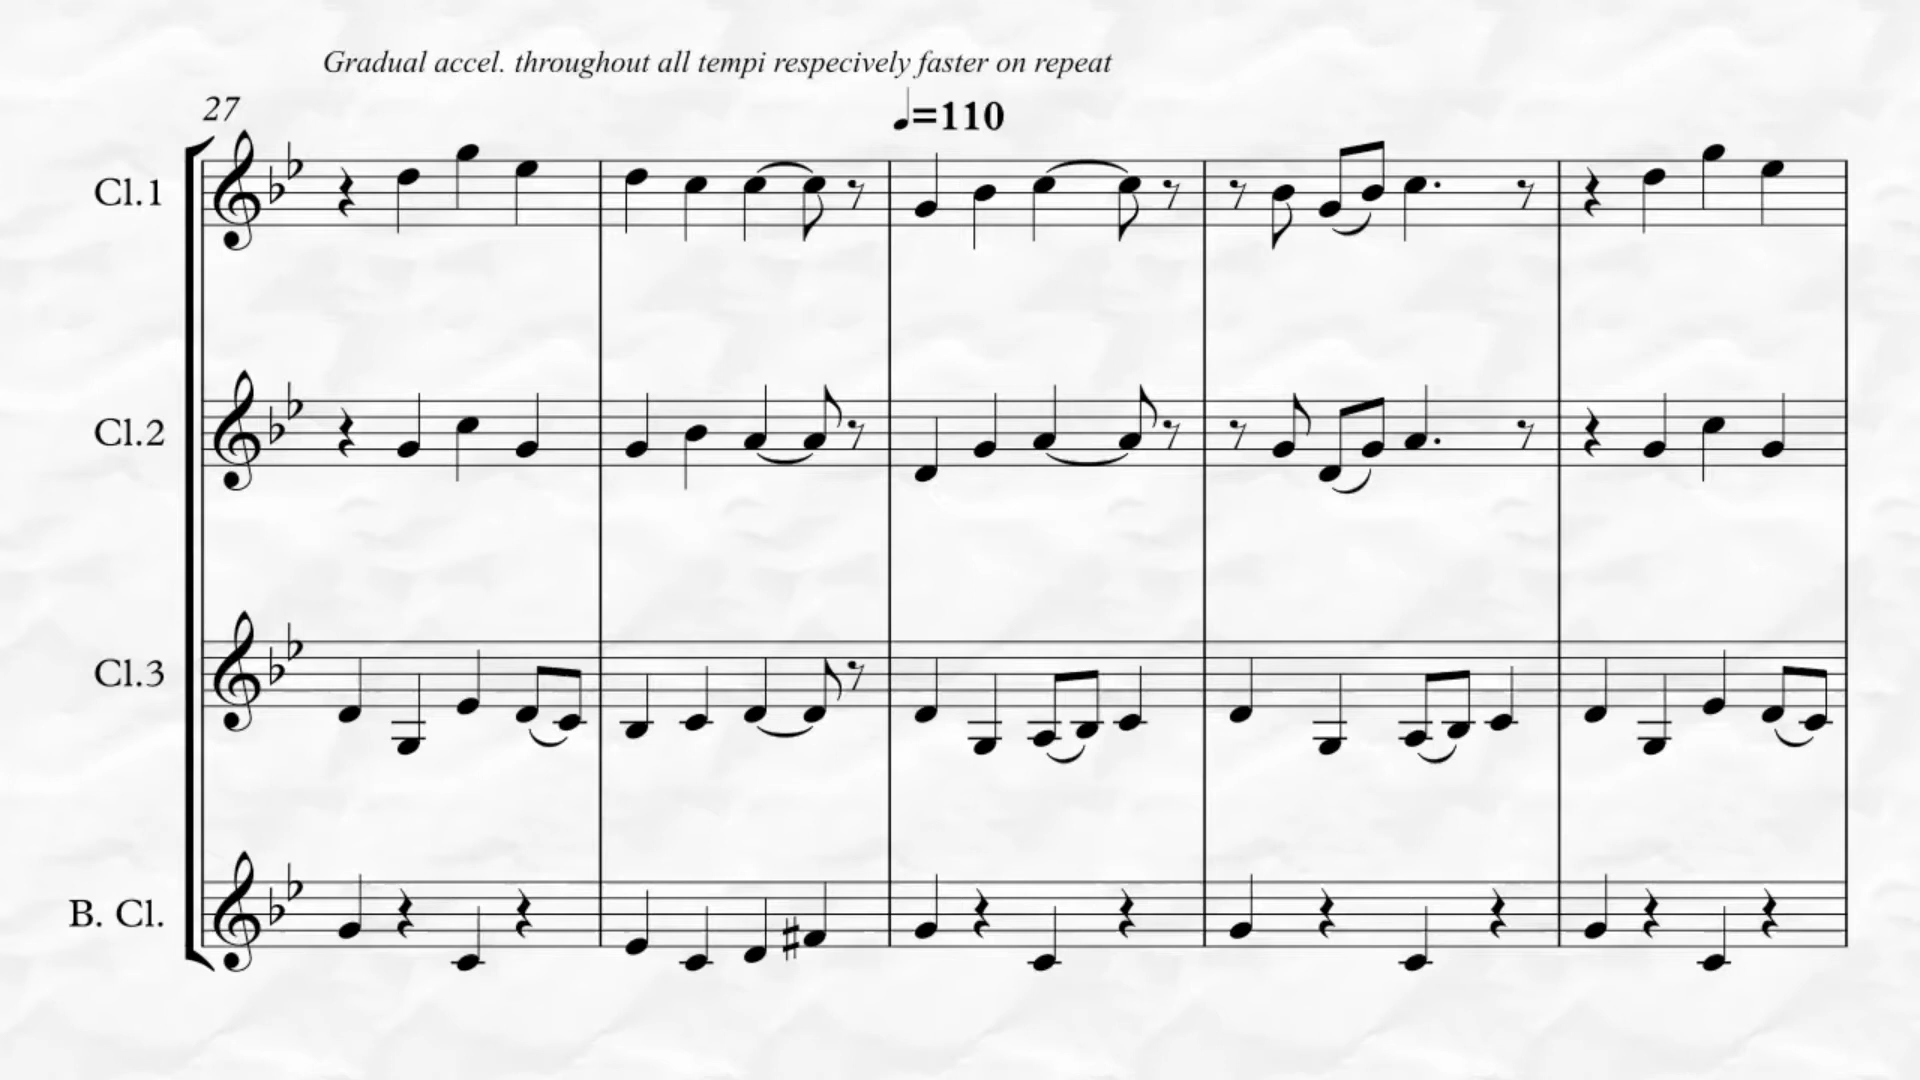 Gradual accel. throughout all tempi respecively faster on repeat
27
♩=110
Cl.1
Cl.2
Cl.3
B. Cl.